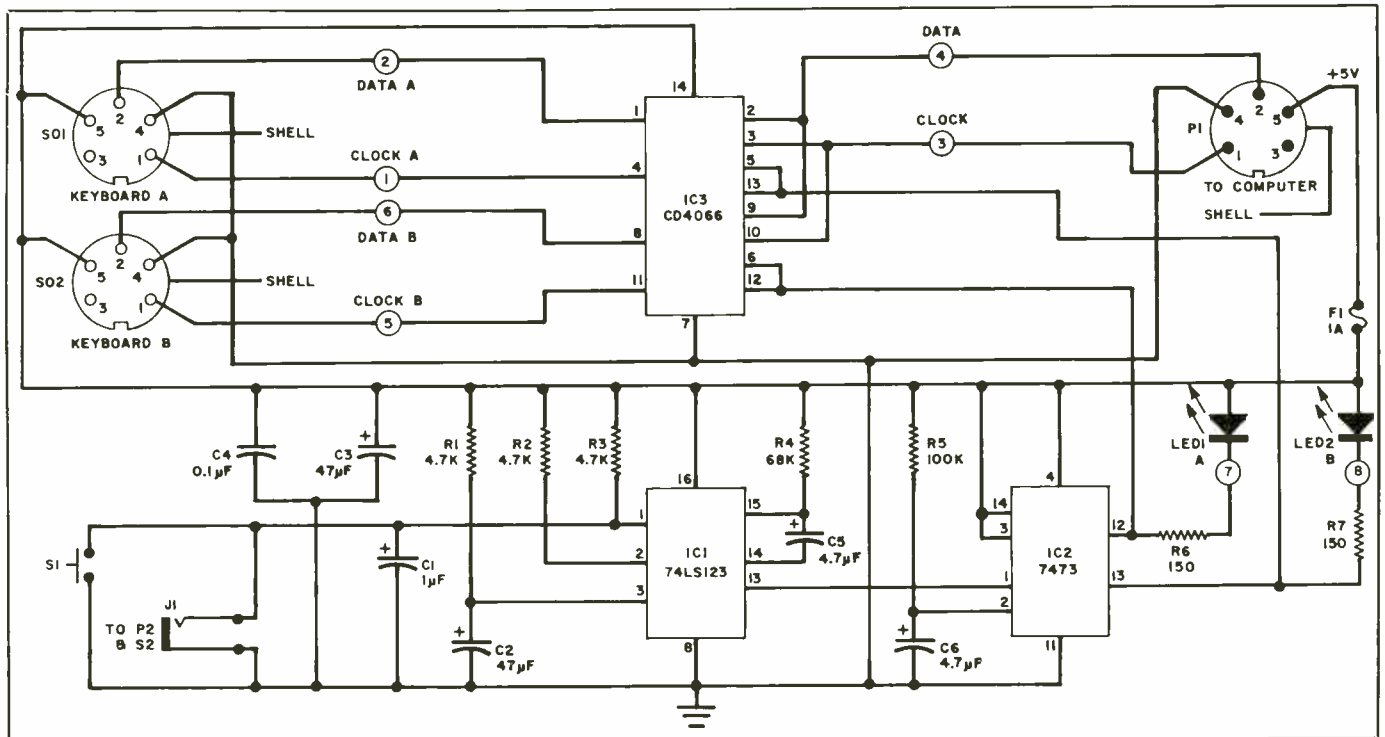 DATA
4
2
DATA A
+5V
14
SO1
5
2
4
3
1
SHELL
KEYBOARD A
CLOCK A
1
6
DATA B
1
4
8
11
IC3
CD4066
7
2
3
5
13
9
10
6
12
CLOCK
3
P1
4
2
5
1
3
TO COMPUTER
SHELL
SO2
5
2
4
3
1
SHELL
KEYBOARD B
CLOCK B
5
F1
1A
C4
0.1µF
+
C3
47µF
R1
4.7K
R2
4.7K
R3
4.7K
R4
68K
R5
100K
LED1
A
7
LED2
B
8
16
15
14
13
1
2
3
IC1
74LS123
8
+
C5
4.7µF
4
14
3
1
2
IC2
7473
12
13
11
R6
150
R7
150
S1
J1
TO P2
& S2
+
C1
1µF
+
C2
47µF
+
C6
4.7µF